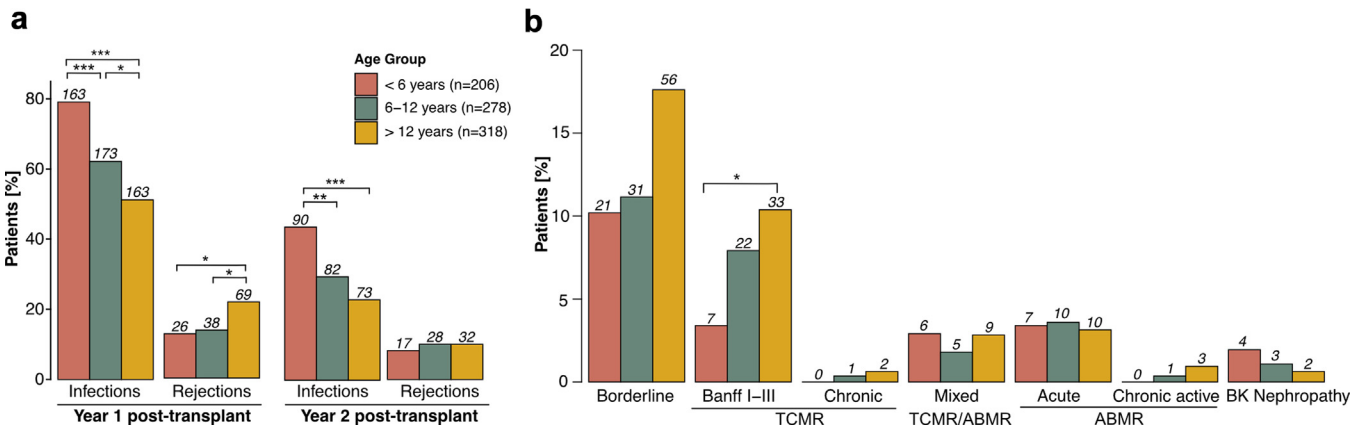 a
Patients [%]
80
60
40
20
0
***
***
*
163
173
163
*
*
26
38
69
***
**
90
82
73
17
28
32
Age Group
< 6 years (n=206)
6–12 years (n=278)
> 12 years (n=318)
Infections
Rejections
Infections
Rejections
Year 1 post-transplant
Year 2 post-transplant
b
Patients [%]
20
15
10
5
0
21
31
56
*
7
22
33
0
1
2
6
5
9
7
10
10
0
1
3
4
3
2
Borderline
Banff I–III
Chronic
Mixed
Acute
Chronic active
BK Nephropathy
TCMR
TCMR/ABMR
ABMR